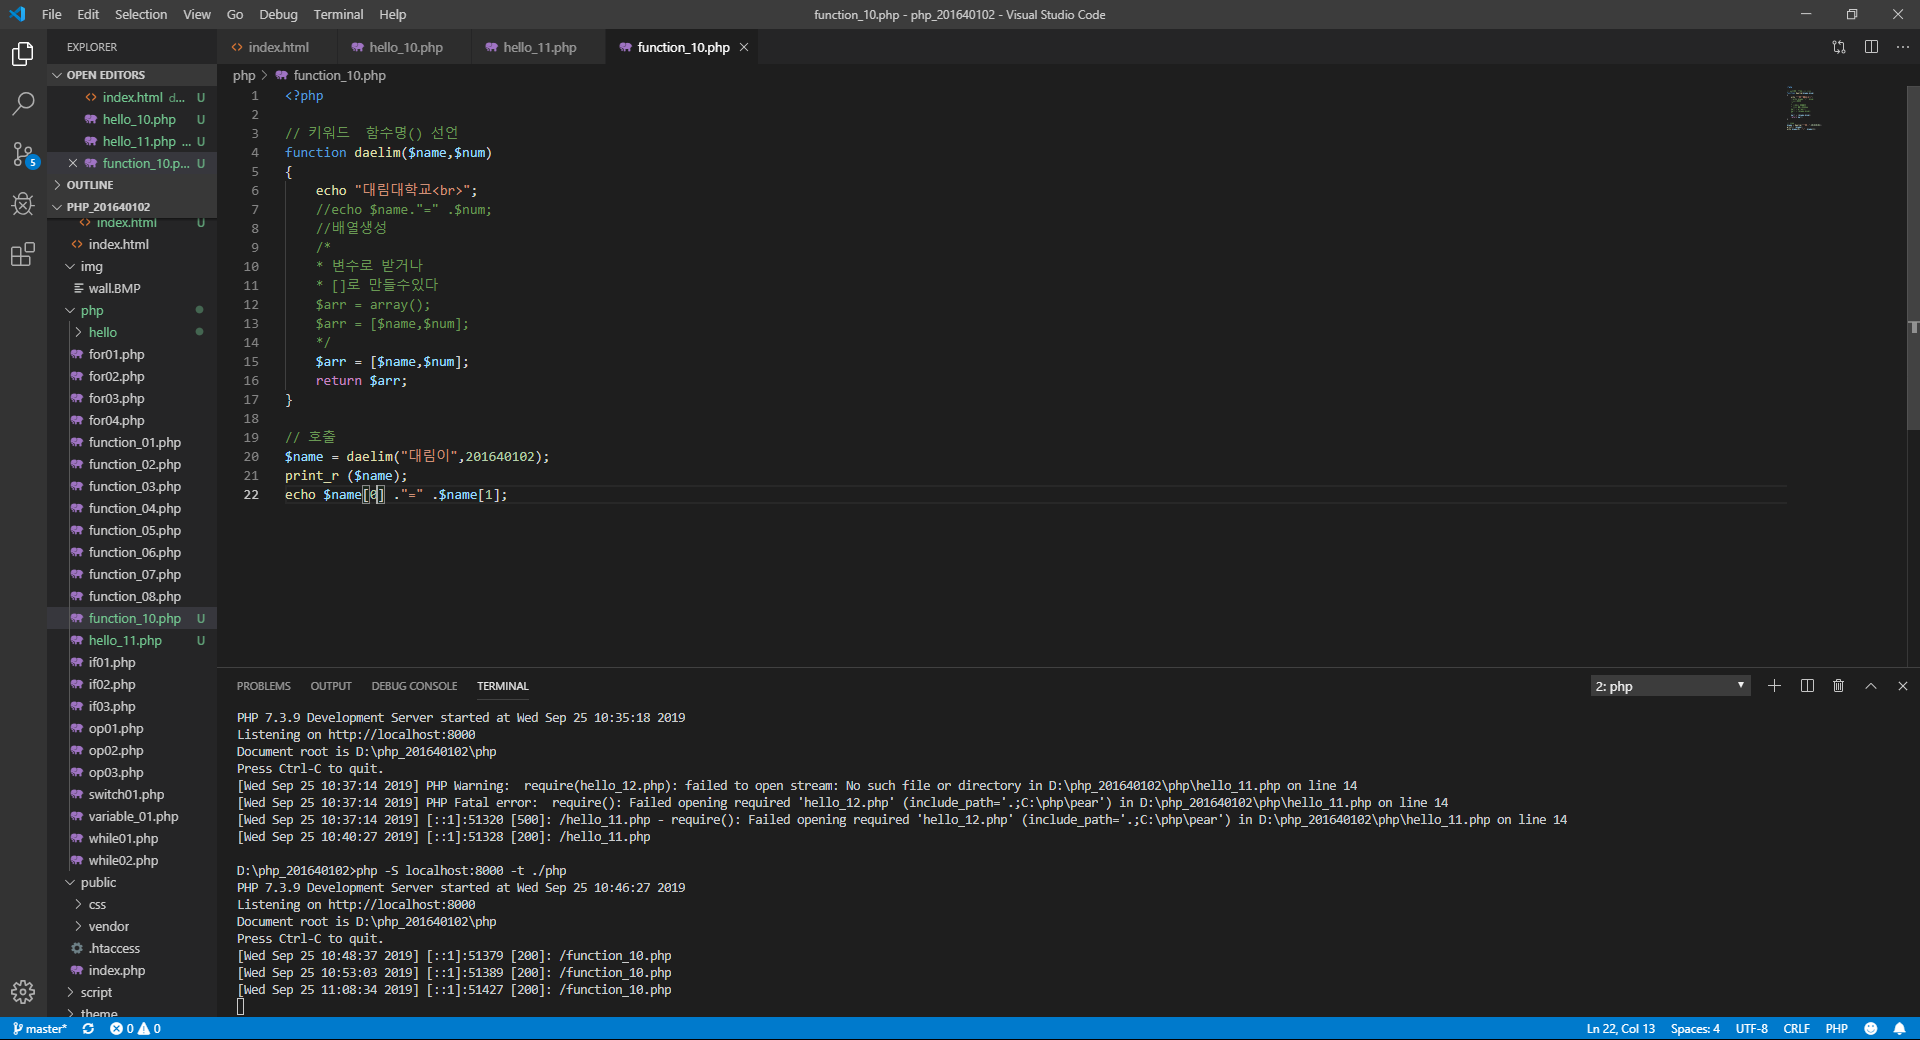 File Edit Selection View Go Debug Terminal Help
function_10.php - php_201640102 - Visual Studio Code
EXPLORER
OPEN EDITORS
index.html d... U
hello_10.php U
hello_11.php ... U
function_10.p... U
OUTLINE
PHP_201640102
index.html U
index.html
img
wall.BMP
php
hello
for01.php
for02.php
for03.php
for04.php
function_01.php
function_02.php
function_03.php
function_04.php
function_05.php
function_06.php
function_07.php
function_08.php
function_10.php U
hello_11.php U
if01.php
if02.php
if03.php
op01.php
op02.php
op03.php
switch01.php
variable_01.php
while01.php
while02.php
public
css
vendor
.htaccess
index.php
script
theme
5
index.html hello_10.php hello_11.php function_10.php
php > function_10.php
1 <?php
2
3 // 키워드  함수명() 선언
4 function daelim($name,$num)
5 {
6     echo "대림대학교<br>";
7     //echo $name."=" .$num;
8     //배열생성
9     /*
10     * 변수로 받거나
11     * []로 만들수있다
12     $arr = array();
13     $arr = [$name,$num];
14     */
15     $arr = [$name,$num];
16     return $arr;
17 }
18
19 // 호출
20 $name = daelim("대림이",201640102);
21 print_r ($name);
22 echo $name[0] ."=" .$name[1];
PROBLEMS OUTPUT DEBUG CONSOLE TERMINAL
2: php
PHP 7.3.9 Development Server started at Wed Sep 25 10:35:18 2019
Listening on http://localhost:8000
Document root is D:\php_201640102\php
Press Ctrl-C to quit.
[Wed Sep 25 10:37:14 2019] PHP Warning:  require(hello_12.php): failed to open stream: No such file or directory in D:\php_201640102\php\hello_11.php on line 14
[Wed Sep 25 10:37:14 2019] PHP Fatal error:  require(): Failed opening required 'hello_12.php' (include_path='.;C:\php\pear') in D:\php_201640102\php\hello_11.php on line 14
[Wed Sep 25 10:37:14 2019] [::1]:51320 [500]: /hello_11.php - require(): Failed opening required 'hello_12.php' (include_path='.;C:\php\pear') in D:\php_201640102\php\hello_11.php on line 14
[Wed Sep 25 10:40:27 2019] [::1]:51328 [200]: /hello_11.php
D:\php_201640102>php -S localhost:8000 -t ./php
PHP 7.3.9 Development Server started at Wed Sep 25 10:46:27 2019
Listening on http://localhost:8000
Document root is D:\php_201640102\php
Press Ctrl-C to quit.
[Wed Sep 25 10:48:37 2019] [::1]:51379 [200]: /function_10.php
[Wed Sep 25 10:53:03 2019] [::1]:51389 [200]: /function_10.php
[Wed Sep 25 11:08:34 2019] [::1]:51427 [200]: /function_10.php
master* 0 0
Ln 22, Col 13 Spaces: 4 UTF-8 CRLF PHP